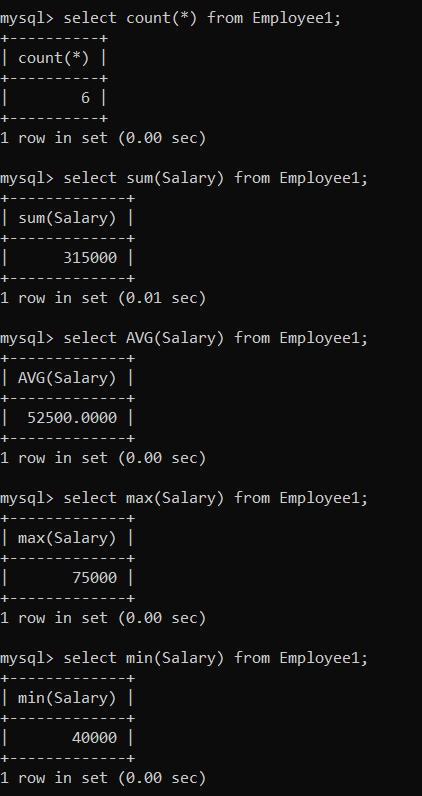 mysql> select count(*) from Employee1;
+----------+
| count(*) |
+----------+
|        6 |
+----------+
1 row in set (0.00 sec)
mysql> select sum(Salary) from Employee1;
+-------------+
| sum(Salary) |
+-------------+
|      315000 |
+-------------+
1 row in set (0.01 sec)
mysql> select AVG(Salary) from Employee1;
+-------------+
| AVG(Salary) |
+-------------+
|  52500.0000 |
+-------------+
1 row in set (0.00 sec)
mysql> select max(Salary) from Employee1;
+-------------+
| max(Salary) |
+-------------+
|       75000 |
+-------------+
1 row in set (0.00 sec)
mysql> select min(Salary) from Employee1;
+-------------+
| min(Salary) |
+-------------+
|       40000 |
+-------------+
1 row in set (0.00 sec)